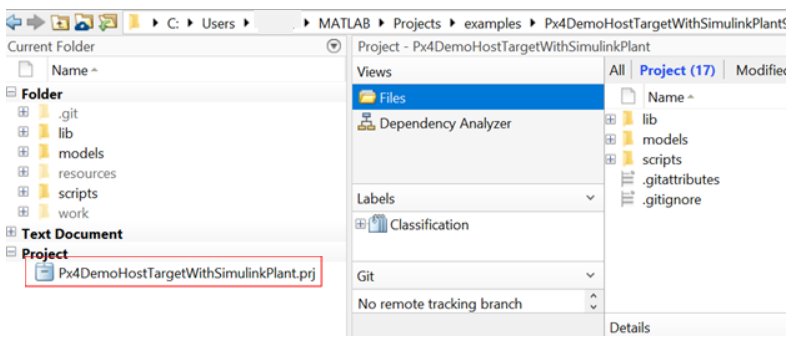 C: Users MATLAB Projects examples Px4DemoHostTargetWithSimulinkPlantS
Current Folder
Name
Folder
.git
lib
models
resources
scripts
work
Text Document
Project
Px4DemoHostTargetWithSimulinkPlant.prj
Project - Px4DemoHostTargetWithSimulinkPlant
Views
Files
Dependency Analyzer
Labels
Classification
Git
No remote tracking branch
All Project (17) Modified
Name
lib
models
scripts
.gitattributes
.gitignore
Details